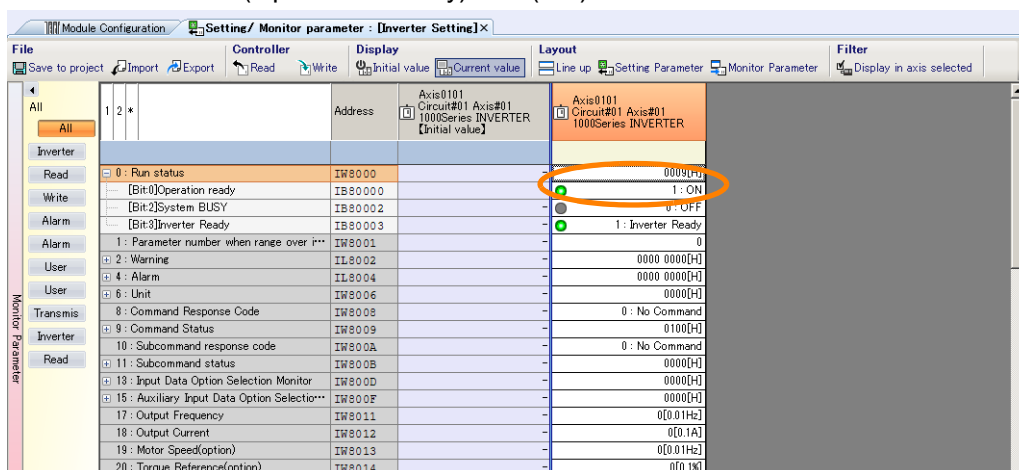 Module Configuration Setting/ Monitor parameter : [Inverter Setting] ×
File Controller Display Layout Filter
Save to project Import Export Read Write Initial value Current value Line up Setting Parameter Monitor Parameter Display in axis selected
All
All
Inverter
Read
Write
Alarm
Alarm
User
User
Transmis
Inverter
Read
Monitor Parameter
1 2 * Address Axis0101 Circuit#01 Axis#01 1000Series INVERTER 【Initial value】 Axis0101 Circuit#01 Axis#01 1000Series INVERTER
0 : Run status IW8000 - 0009[H]
[Bit:0]Operation ready IB80000 - 1 : ON
[Bit:2]System BUSY IB80002 - 0 : OFF
[Bit:3]Inverter Ready IB80003 - 1 : Inverter Ready
1 : Parameter number when range over i… IW8001 - 0
2 : Warning IL8002 - 0000 0000[H]
4 : Alarm IL8004 - 0000 0000[H]
6 : Unit IW8006 - 0000[H]
8 : Command Response Code IW8008 - 0 : No Command
9 : Command Status IW8009 - 0100[H]
10 : Subcommand response code IW800A - 0 : No Command
11 : Subcommand status IW800B - 0000[H]
13 : Input Data Option Selection Monitor IW800D - 0000[H]
15 : Auxiliary Input Data Option Selectio… IW800F - 0000[H]
17 : Output Frequency IW8011 - 0[0.01Hz]
18 : Output Current IW8012 - 0[0.1A]
19 : Motor Speed(option) IW8013 - 0[0.01Hz]
20 : Torque Reference(option) IW8014 - 0[0.1%]